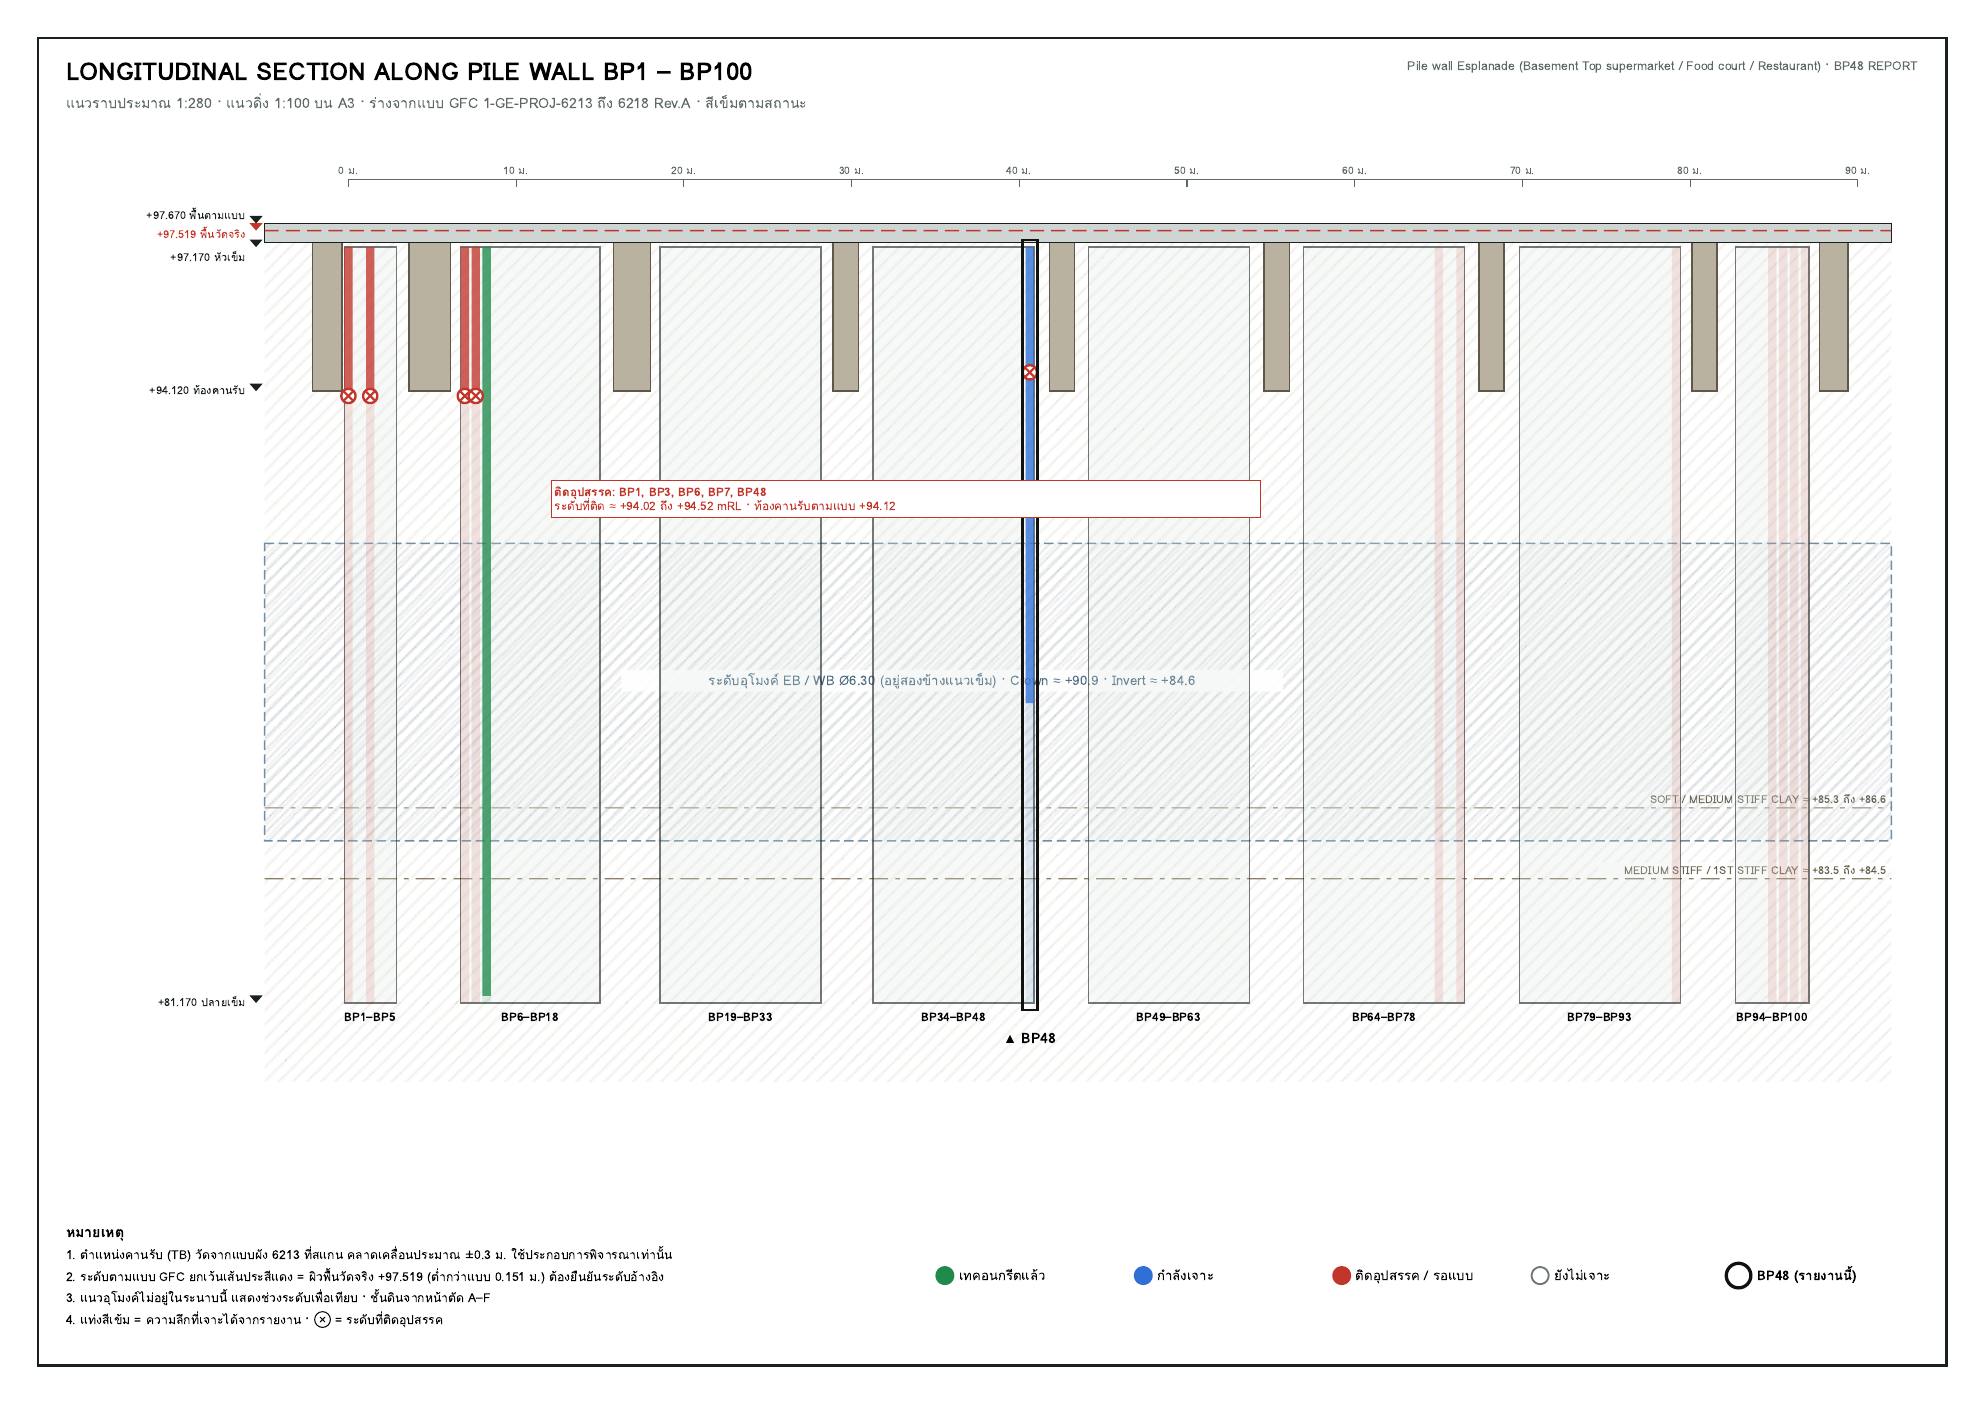 LONGITUDINAL SECTION ALONG PILE WALL BP1 – BP100
Pile wall Esplanade (Basement Top supermarket / Food court / Restaurant) · BP48 REPORT
แนวราบประมาณ 1:280 · แนวดิ่ง 1:100 บน A3 · ร่างจากแบบ GFC 1-GE-PROJ-6213 ถึง 6218 Rev.A · สีเข็มตามสถานะ
0 ม. 10 ม. 20 ม. 30 ม. 40 ม. 50 ม. 60 ม. 70 ม. 80 ม. 90 ม.
+97.670 พื้นตามแบบ
+97.519 พื้นวัดจริง
+97.170 หัวเข็ม
+94.120 ท้องคานรับ
ติดอุปสรรค: BP1, BP3, BP6, BP7, BP48
ระดับที่ติด ≈ +94.02 ถึง +94.52 mRL · ท้องคานรับตามแบบ +94.12
ระดับอุโมงค์ EB / WB Ø6.30 (อยู่สองข้างแนวเข็ม) · Crown ≈ +90.9 · Invert ≈ +84.6
SOFT / MEDIUM STIFF CLAY ≈ +85.3 ถึง +86.6
MEDIUM STIFF / 1ST STIFF CLAY ≈ +83.5 ถึง +84.5
+81.170 ปลายเข็ม
BP1–BP5 BP6–BP18 BP19–BP33 BP34–BP48 BP49–BP63 BP64–BP78 BP79–BP93 BP94–BP100
▲ BP48
หมายเหตุ
1. ตำแหน่งคานรับ (TB) วัดจากแบบผัง 6213 ที่สแกน คลาดเคลื่อนประมาณ ±0.3 ม. ใช้ประกอบการพิจารณาเท่านั้น
2. ระดับตามแบบ GFC ยกเว้นเส้นประสีแดง = ผิวพื้นวัดจริง +97.519 (ต่ำกว่าแบบ 0.151 ม.) ต้องยืนยันระดับอ้างอิง
3. แนวอุโมงค์ไม่อยู่ในระนาบนี้ แสดงช่วงระดับเพื่อเทียบ · ชั้นดินจากหน้าตัด A–F
4. แท่งสีเข้ม = ความลึกที่เจาะได้จากรายงาน · ⊗ = ระดับที่ติดอุปสรรค
เทคอนกรีตแล้ว กำลังเจาะ ติดอุปสรรค / รอแบบ ยังไม่เจาะ BP48 (รายงานนี้)